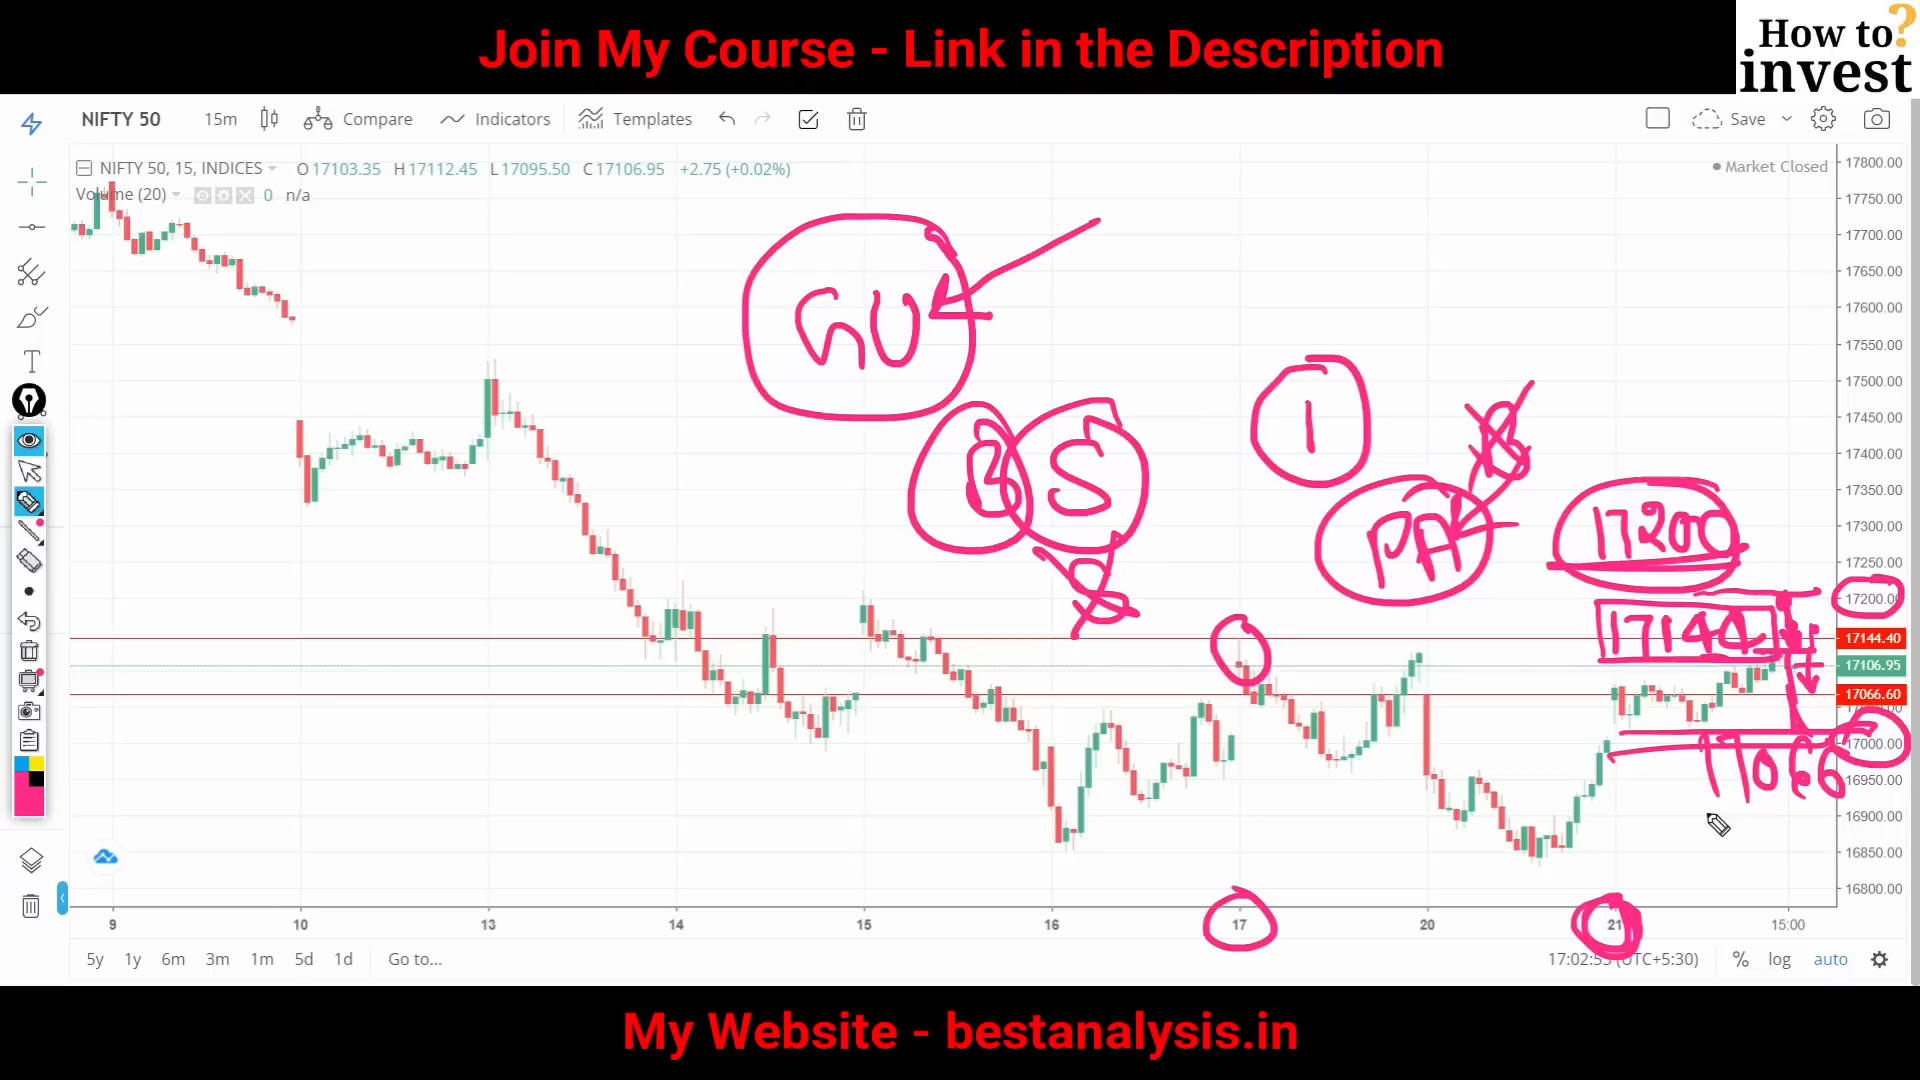 Join My Course - Link in the Description
How to?
invest
NIFTY 50 15m Compare Indicators Templates Save
NIFTY 50, 15, INDICES O17103.35 H17112.45 L17095.50 C17106.95 +2.75 (+0.02%)
Market Closed
Volume (20) 0 n/a
17800.00
17750.00
17700.00
17650.00
17600.00
17550.00
17500.00
17450.00
17400.00
17350.00
17300.00
17250.00
17200.00
17144.40
17106.95
17066.60
17000.00
16950.00
16900.00
16850.00
16800.00
GU
B S
1
PA
17200
17144
17066
T
9 10 13 14 15 16 17 20 21 15:00
5y 1y 6m 3m 1m 5d 1d Go to...
(UTC+5:30) % log auto
My Website - bestanalysis.in